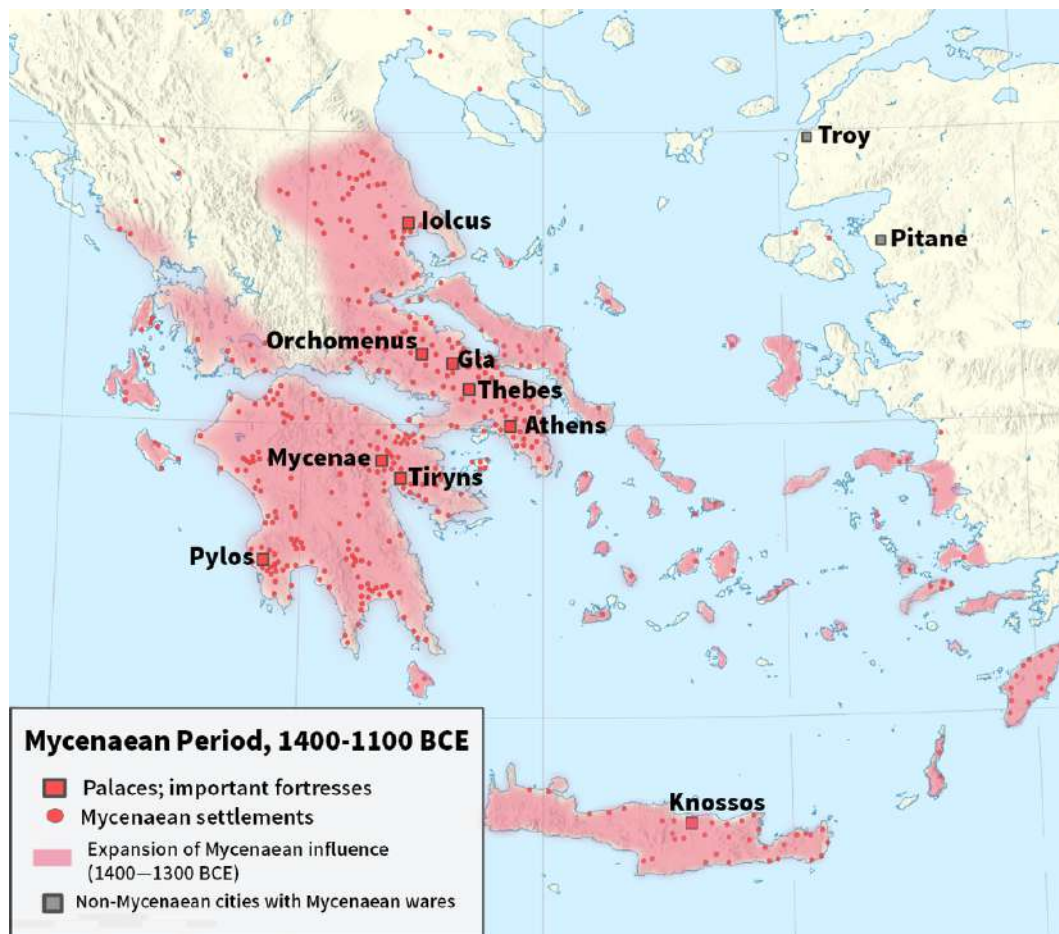 Troy
Iolcus
Pitane
Orchomenus
Gla
Thebes
Athens
Mycenae
Tiryns
Pylos
Knossos
Mycenaean Period, 1400-1100 BCE
Palaces; important fortresses
Mycenaean settlements
Expansion of Mycenaean influence
(1400—1300 BCE)
Non-Mycenaean cities with Mycenaean wares